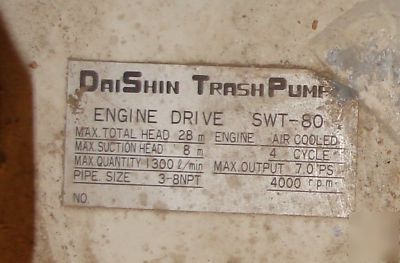 DAISHIN TRASH PUMP
ENGINE DRIVE SWT-80
MAX. TOTAL HEAD 28 m ENGINE AIR COOLED
MAX. SUCTION HEAD 8 m 4 CYCLE
MAX. QUANTITY 1300 ℓ/min MAX. OUTPUT 7.0 PS
PIPE. SIZE 3-8NPT 4000 rpm
NO.